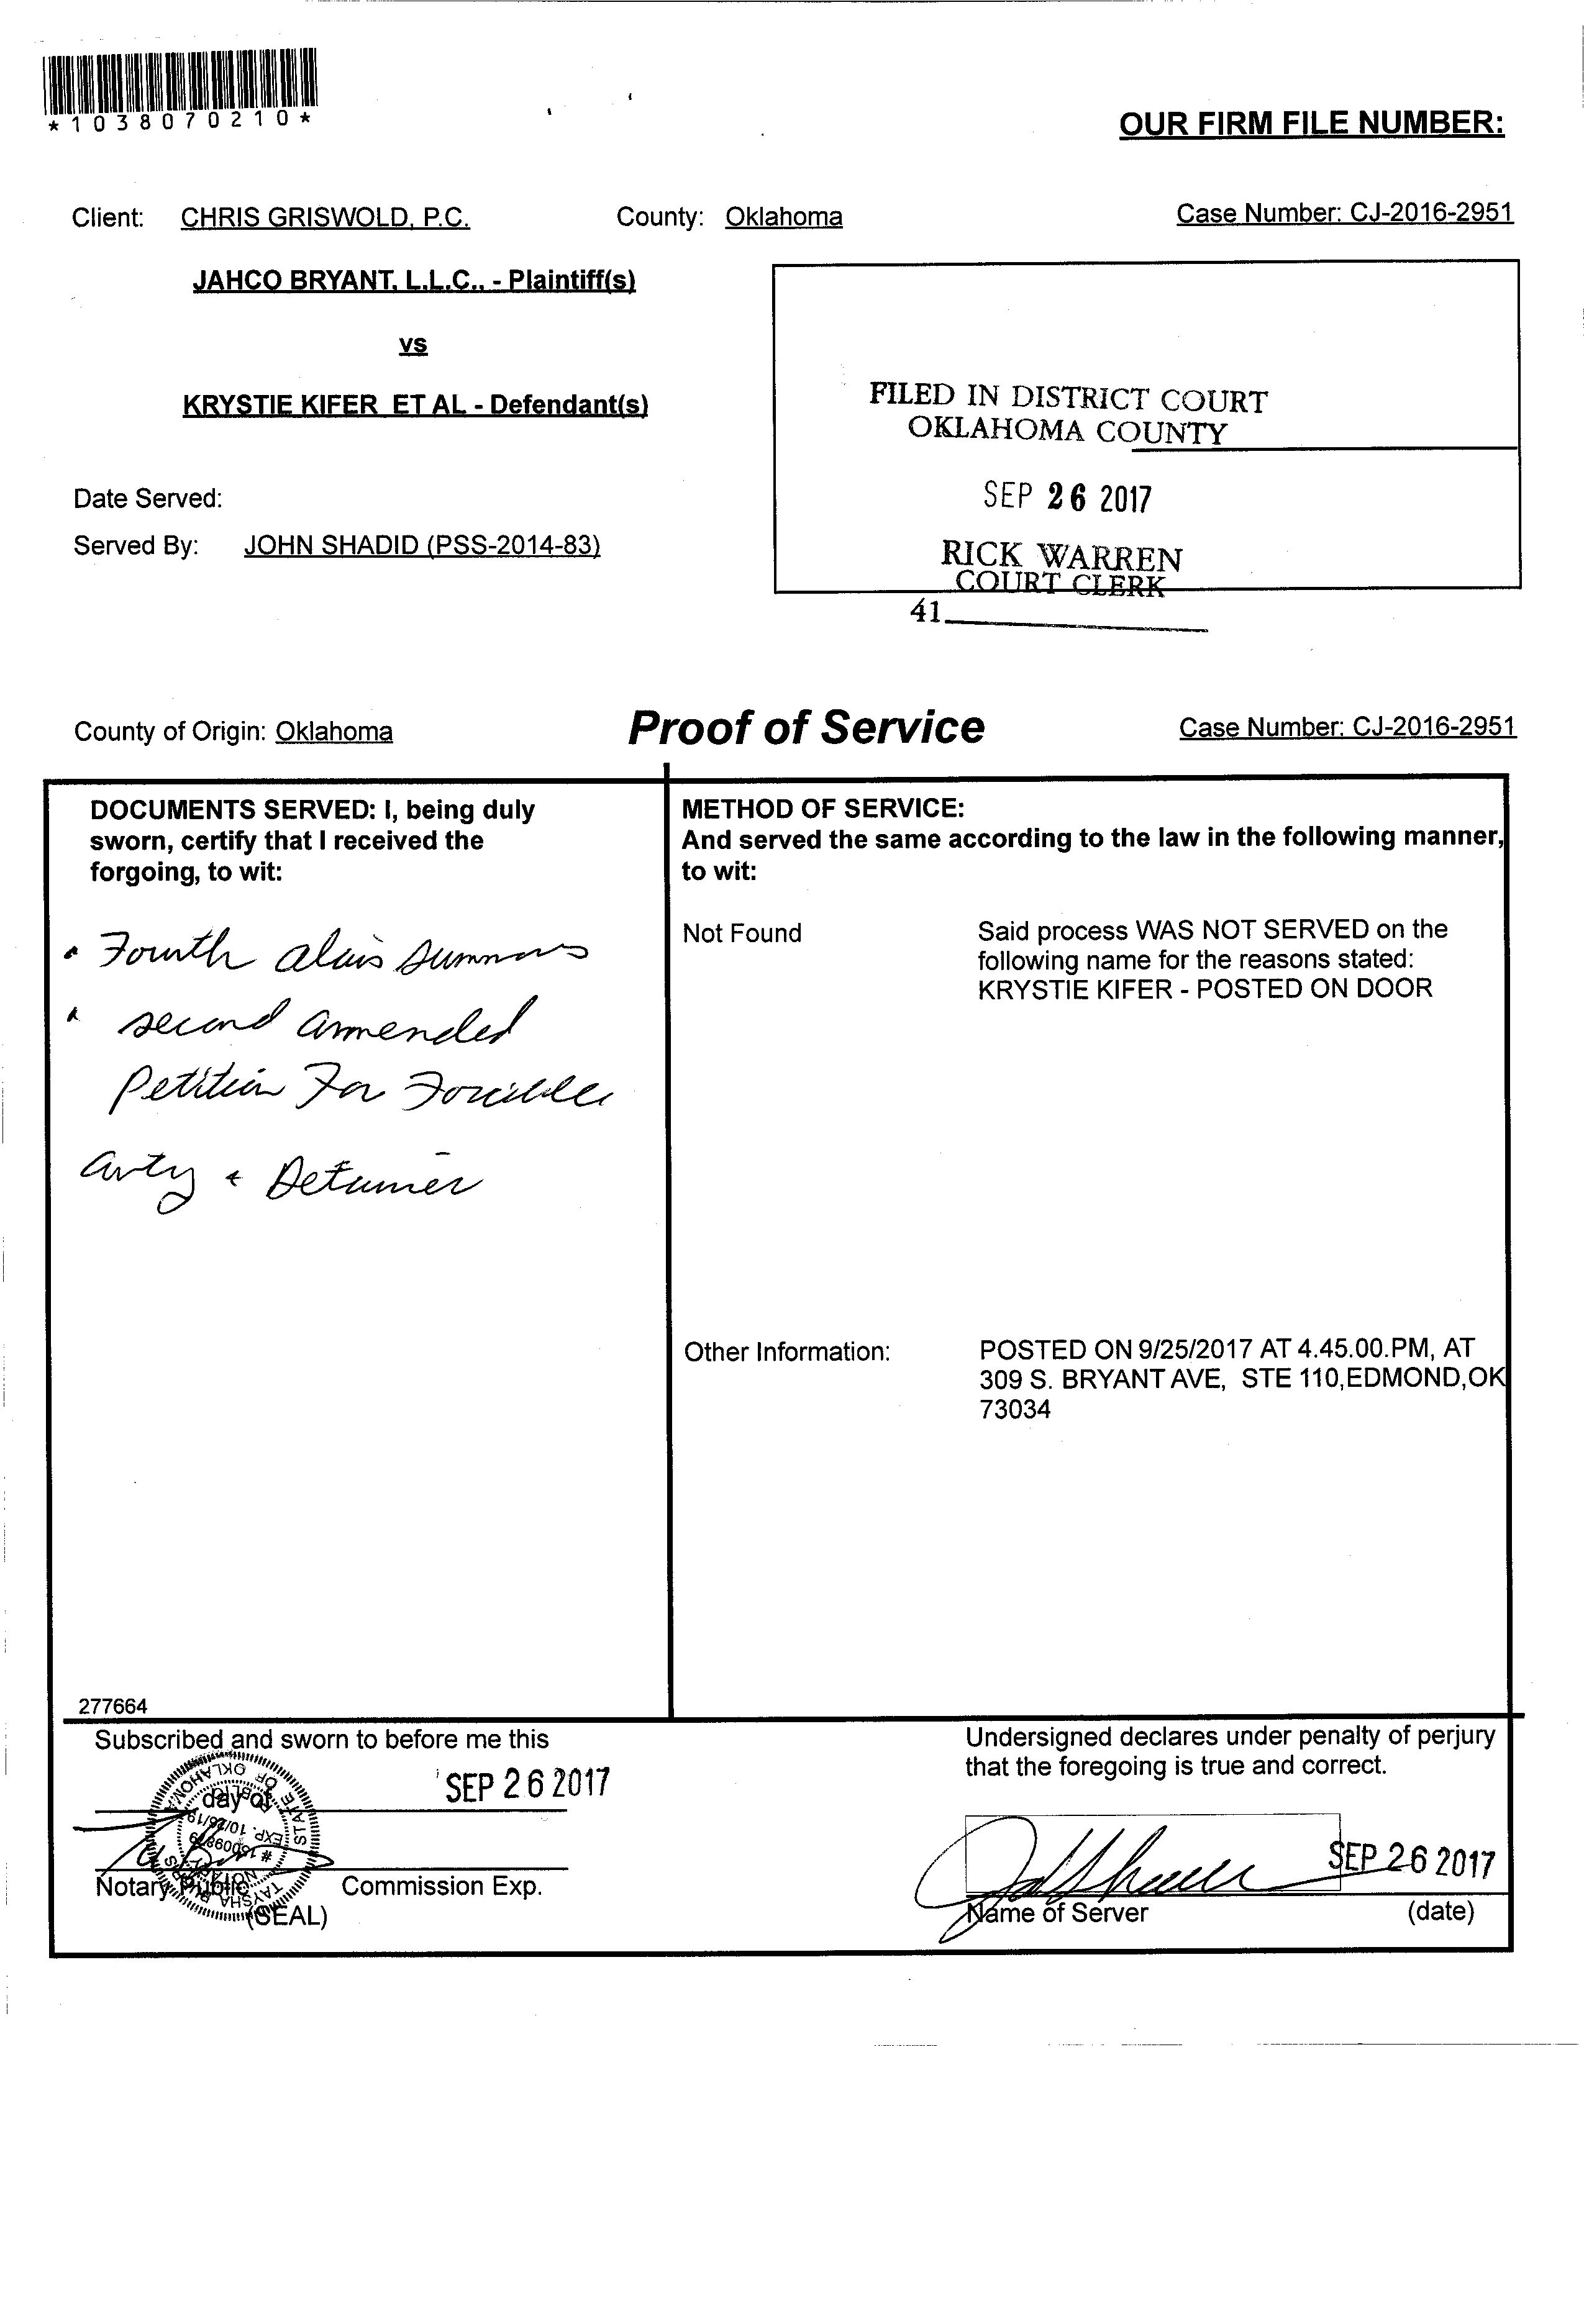 *1038070210*
OUR FIRM FILE NUMBER:
Client: CHRIS GRISWOLD, P.C. County: Oklahoma Case Number: CJ-2016-2951
JAHCO BRYANT, L.L.C.. - Plaintiff(s)
vs
KRYSTIE KIFER ET AL - Defendant(s)
FILED IN DISTRICT COURT
OKLAHOMA COUNTY
SEP 26 2017
RICK WARREN
COURT CLERK
41
Date Served:
Served By: JOHN SHADID (PSS-2014-83)
County of Origin: Oklahoma Proof of Service Case Number: CJ-2016-2951
DOCUMENTS SERVED: I, being duly
sworn, certify that I received the
forgoing, to wit:
Fourth alais summons
second ammended
Petition For Forcible
& Detainer
277664
METHOD OF SERVICE:
And served the same according to the law in the following manner,
to wit:
Not Found Said process WAS NOT SERVED on the
following name for the reasons stated:
KRYSTIE KIFER - POSTED ON DOOR
Other Information: POSTED ON 9/25/2017 AT 4.45.00.PM, AT
309 S. BRYANT AVE, STE 110,EDMOND,OK
73034
Subscribed and sworn to before me this
day of SEP 26 2017
Notary Public Commission Exp.
(SEAL)
STATE OF OKLAHOMA
EXP. 10/26/19
Undersigned declares under penalty of perjury
that the foregoing is true and correct.
SEP 26 2017
Name of Server (date)